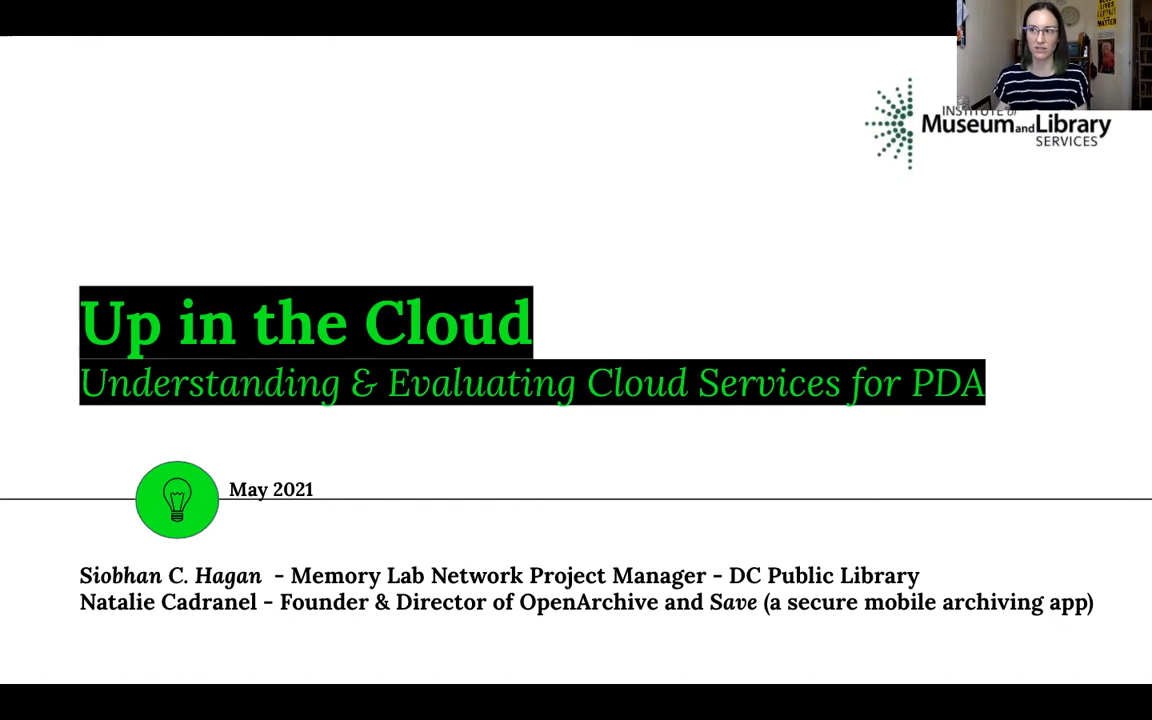 LIVES
MATTER
INSTITUTE of
Museum and Library
SERVICES
Up in the Cloud
Understanding & Evaluating Cloud Services for PDA
May 2021
Siobhan C. Hagan - Memory Lab Network Project Manager - DC Public Library
Natalie Cadranel - Founder & Director of OpenArchive and Save (a secure mobile archiving app)